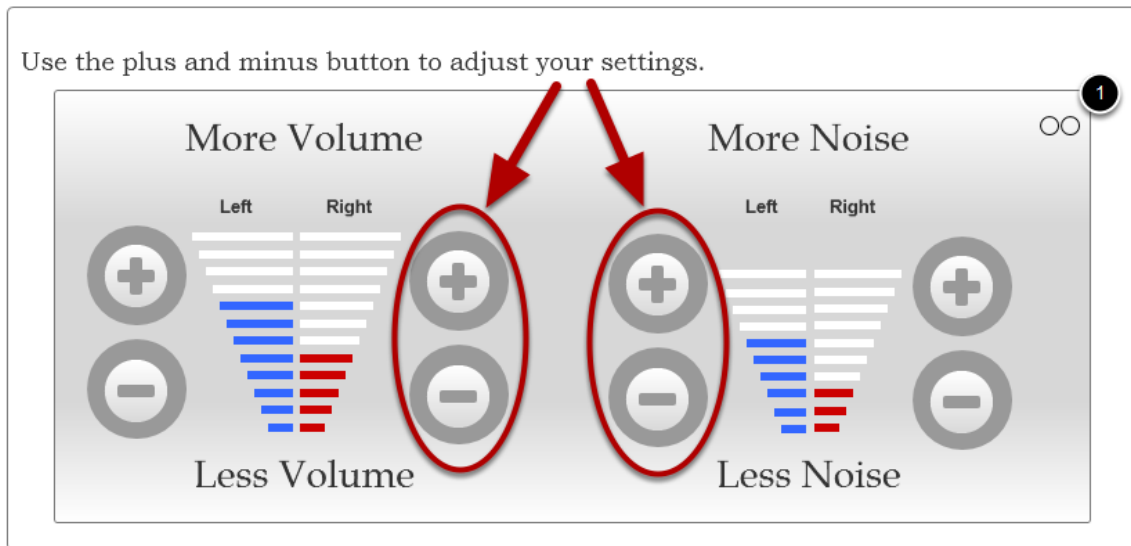 Use the plus and minus button to adjust your settings.
1
More Volume
More Noise
Left
Right
Left
Right
Less Volume
Less Noise